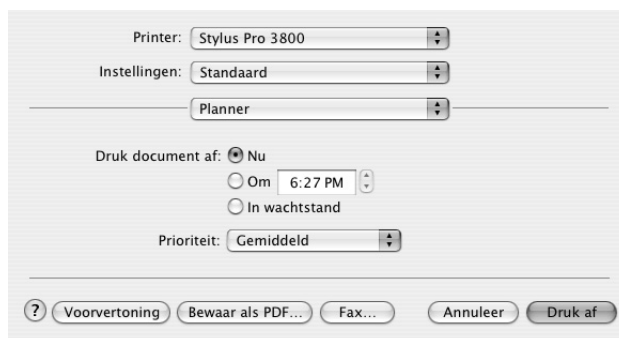 Printer: Stylus Pro 3800
Instellingen: Standaard
Planner
Druk document af: Nu
Om 6:27 PM
In wachtstand
Prioriteit: Gemiddeld
? Voorvertoning Bewaar als PDF... Fax... Annuleer Druk af